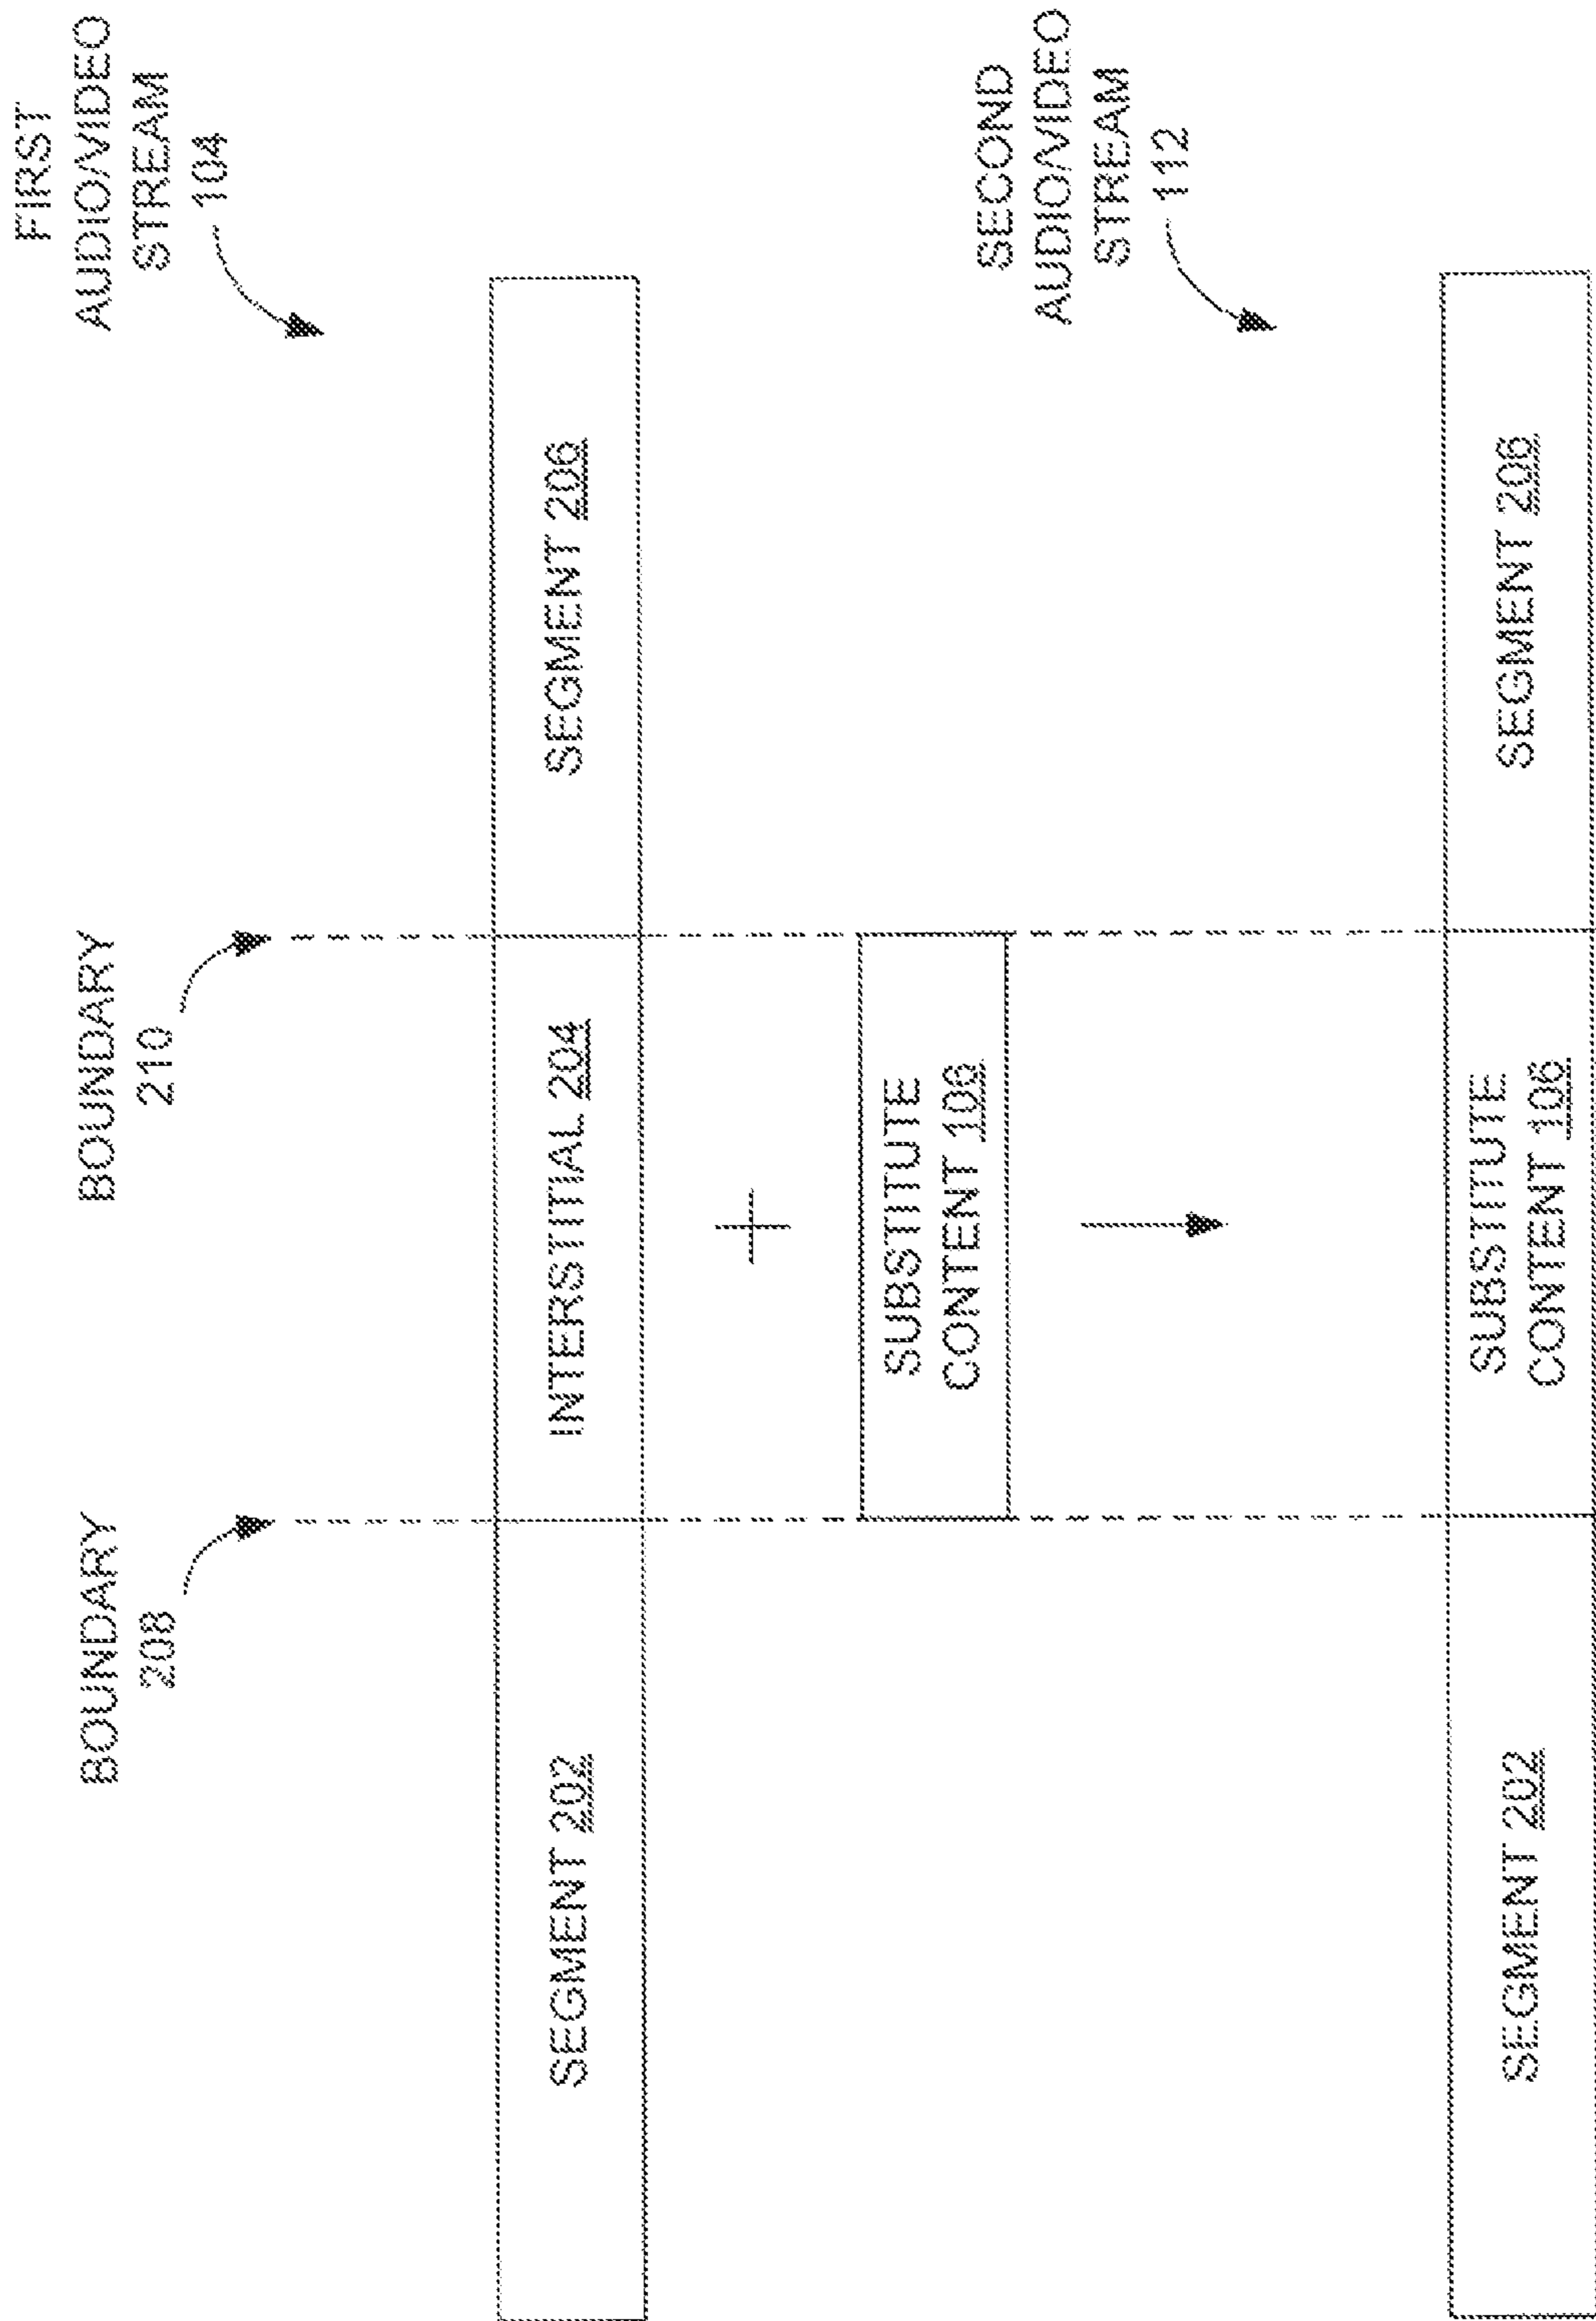 BOUNDARY
208
BOUNDARY
210
FIRST
AUDIO/VIDEO
STREAM
104
SEGMENT 202
INTERSTITIAL 204
SEGMENT 206
+
SUBSTITUTE
CONTENT 106
SECOND
AUDIO/VIDEO
STREAM
112
SEGMENT 202
SUBSTITUTE
CONTENT 106
SEGMENT 206